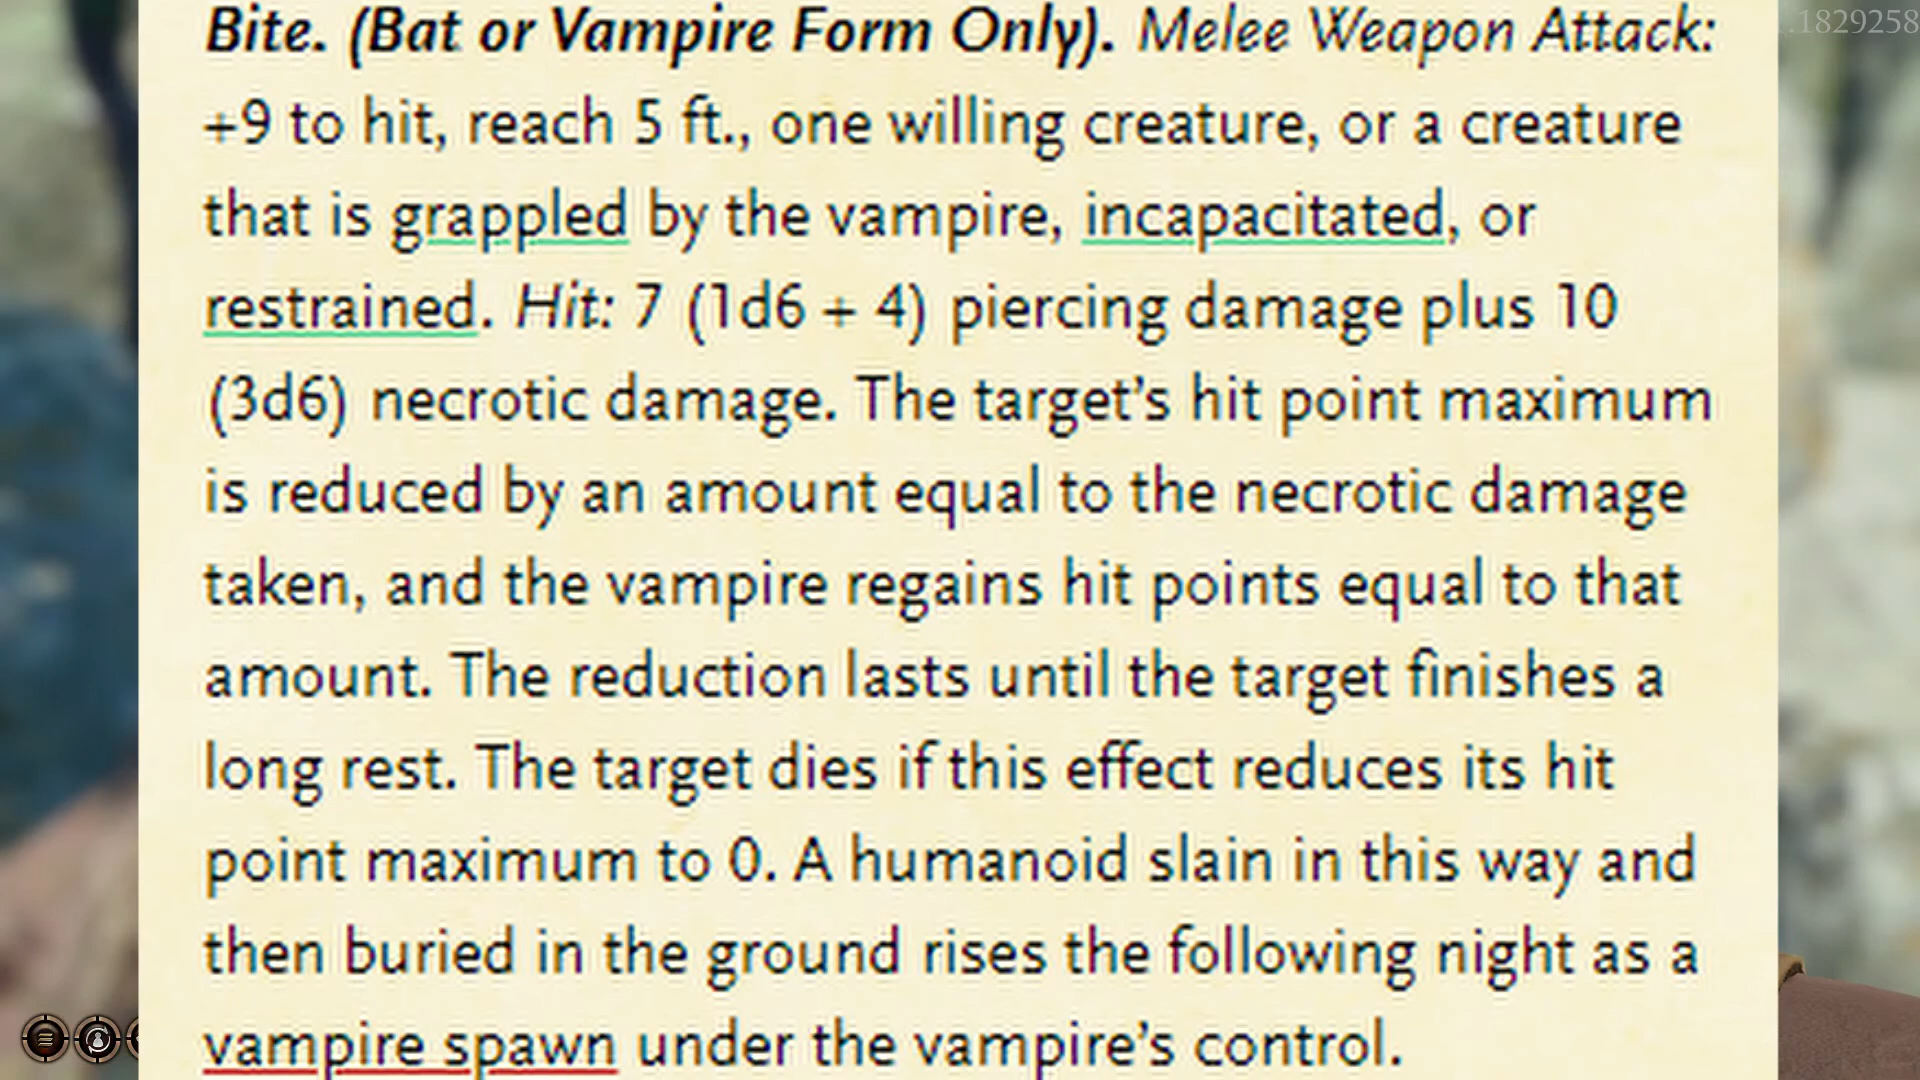 Bite. (Bat or Vampire Form Only). Melee Weapon Attack:
+9 to hit, reach 5 ft., one willing creature, or a creature
that is grappled by the vampire, incapacitated, or
restrained. Hit: 7 (1d6 + 4) piercing damage plus 10
(3d6) necrotic damage. The target’s hit point maximum
is reduced by an amount equal to the necrotic damage
taken, and the vampire regains hit points equal to that
amount. The reduction lasts until the target finishes a
long rest. The target dies if this effect reduces its hit
point maximum to 0. A humanoid slain in this way and
then buried in the ground rises the following night as a
vampire spawn under the vampire’s control.
.1829258